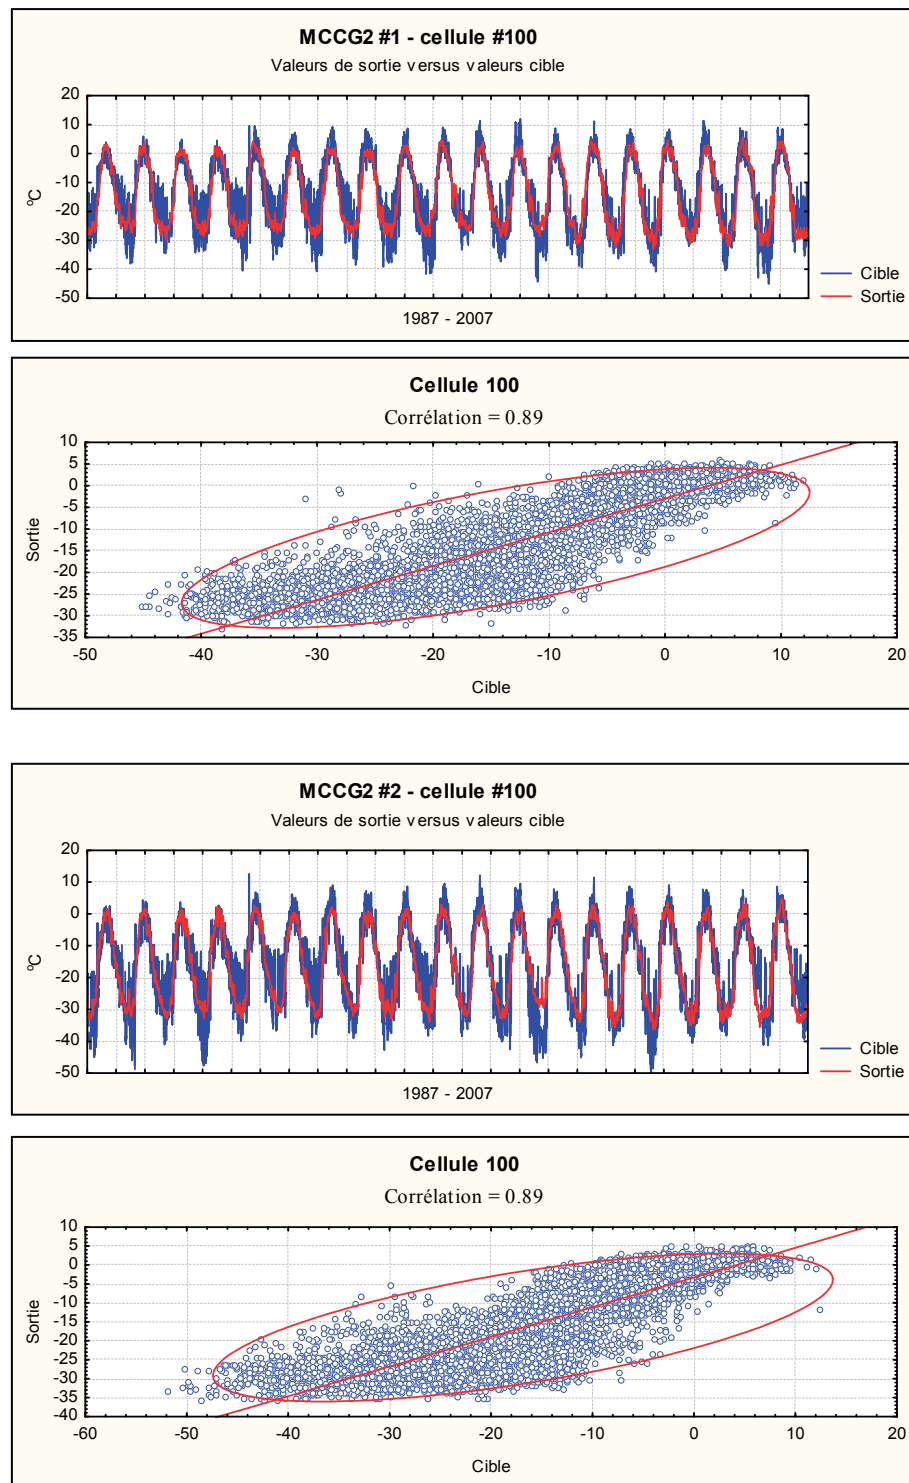 MCCG2 #1 - cellule #100
Valeurs de sortie versus valeurs cible
20
10
0
-10
-20
-30
-40
-50
ºC
Cible
Sortie
1987 - 2007
Cellule 100
Corrélation = 0.89
10
5
0
-5
-10
-15
-20
-25
-30
-35
Sortie
-50 -40 -30 -20 -10 0 10 20
Cible
MCCG2 #2 - cellule #100
Valeurs de sortie versus valeurs cible
20
10
0
-10
-20
-30
-40
-50
ºC
Cible
Sortie
1987 - 2007
Cellule 100
Corrélation = 0.89
10
5
0
-5
-10
-15
-20
-25
-30
-35
-40
Sortie
-60 -50 -40 -30 -20 -10 0 10 20
Cible